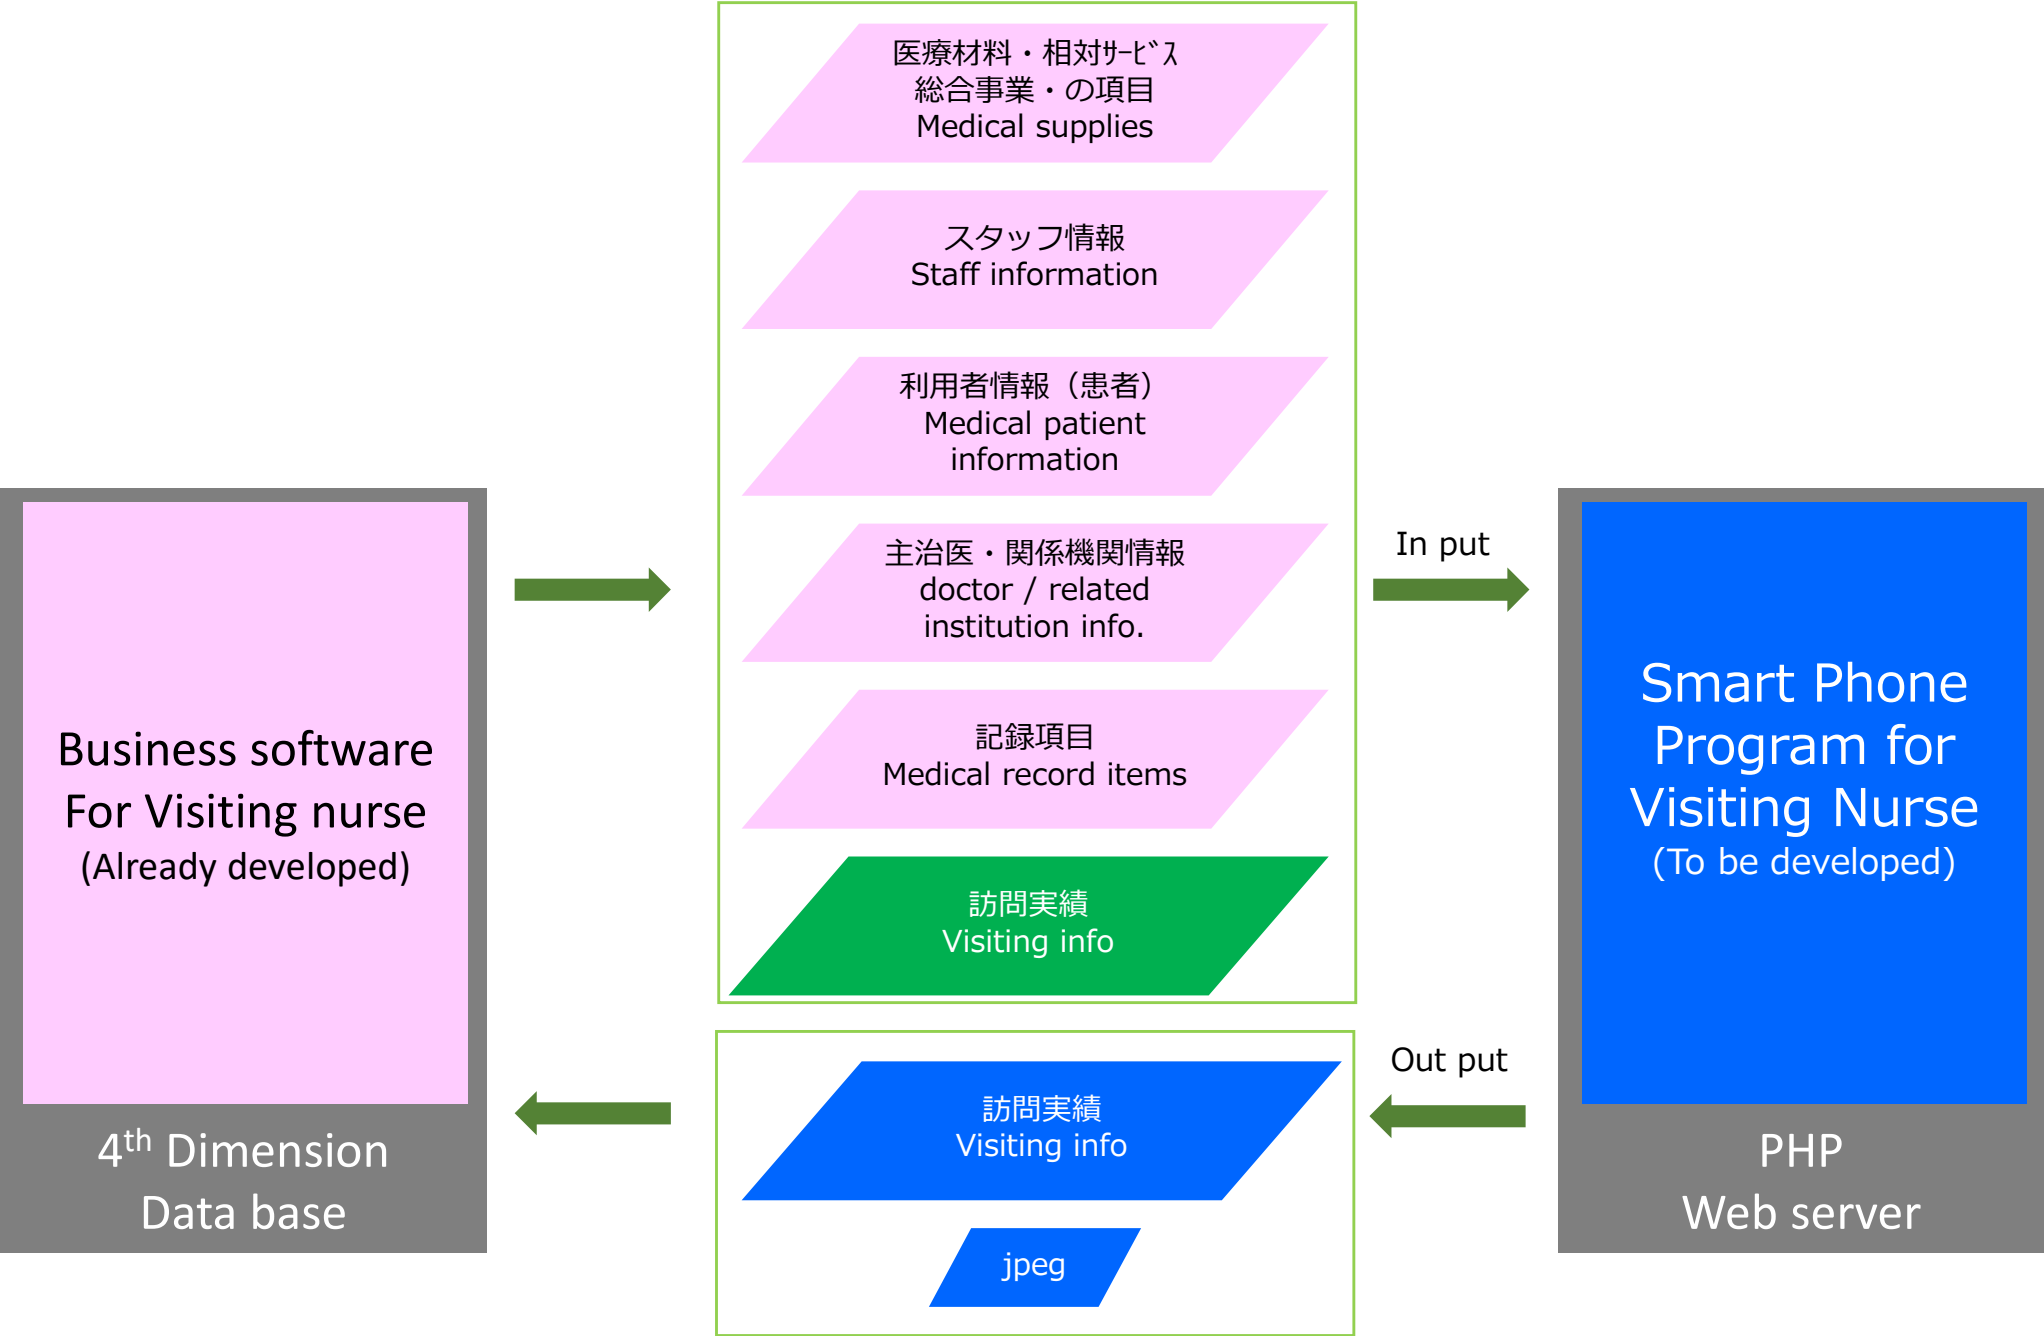 医療材料・相対ｻｰﾋﾞｽ
総合事業・の項目
Medical supplies
スタッフ情報
Staff information
利用者情報（患者）
Medical patient
information
主治医・関係機関情報
doctor / related
institution info.
記録項目
Medical record items
訪問実績
Visiting info
In put
Business software
For Visiting nurse
(Already developed)
4th Dimension
Data base
Smart Phone
Program for
Visiting Nurse
(To be developed)
PHP
Web server
Out put
訪問実績
Visiting info
jpeg